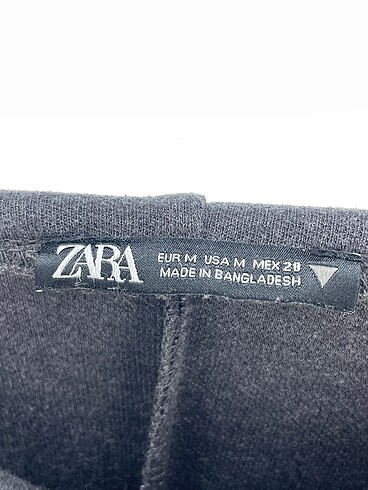 ZARA
EUR M USA M MEX 28
MADE IN BANGLADESH